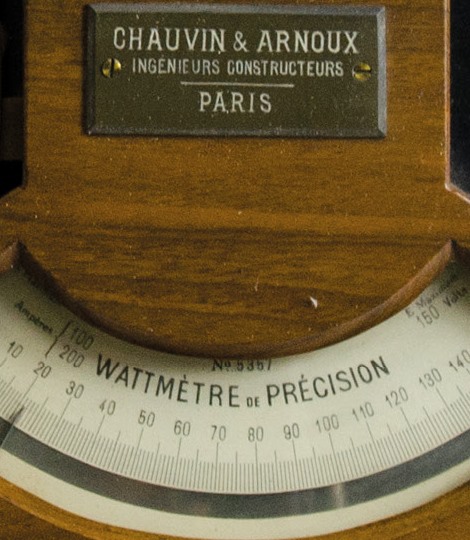 CHAUVIN & ARNOUX
INGÉNIEURS CONSTRUCTEURS
PARIS
Ampères
100
200
150 Volts
No 5367
WATTMÈTRE DE PRÉCISION
10 20 30 40 50 60 70 80 90 100 110 120 130 140